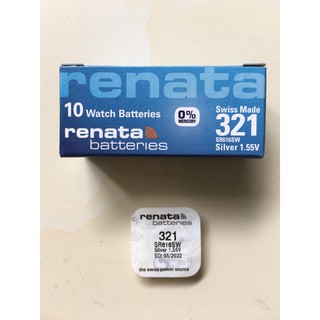 renata
10 Watch Batteries
renata
batteries
0%
MERCURY
Swiss Made
321
SR616SW
Silver 1.55V
renata
batteries
321
SR616SW
Silver 1.55V
ED: 05/2022
the swiss power source